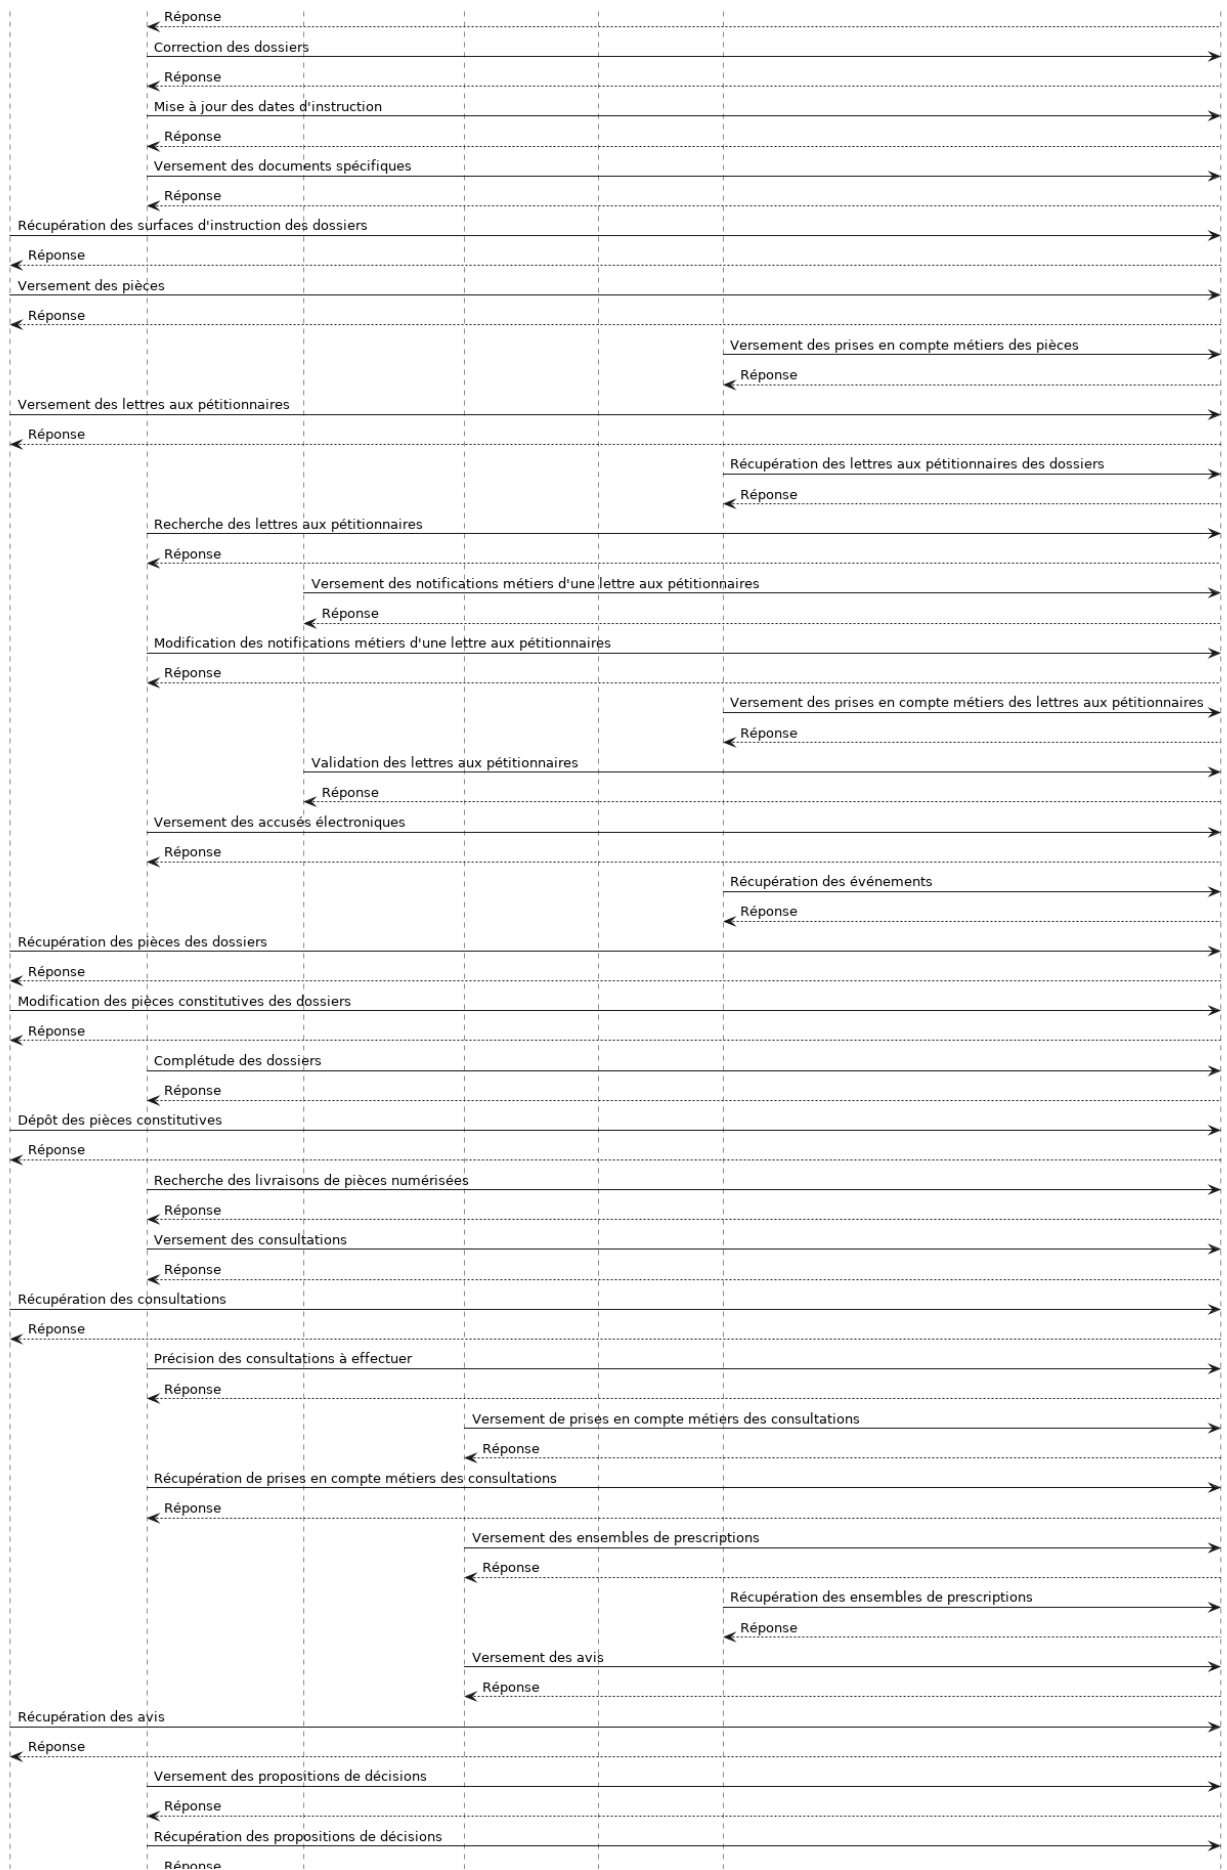 Réponse
Correction des dossiers
Réponse
Mise à jour des dates d'instruction
Réponse
Versement des documents spécifiques
Réponse
Récupération des surfaces d'instruction des dossiers
Réponse
Versement des pièces
Réponse
Versement des prises en compte métiers des pièces
Réponse
Versement des lettres aux pétitionnaires
Réponse
Récupération des lettres aux pétitionnaires des dossiers
Réponse
Recherche des lettres aux pétitionnaires
Réponse
Versement des notifications métiers d'une lettre aux pétitionnaires
Réponse
Modification des notifications métiers d'une lettre aux pétitionnaires
Réponse
Versement des prises en compte métiers des lettres aux pétitionnaires
Réponse
Validation des lettres aux pétitionnaires
Réponse
Versement des accusés électroniques
Réponse
Récupération des événements
Réponse
Récupération des pièces des dossiers
Réponse
Modification des pièces constitutives des dossiers
Réponse
Complétude des dossiers
Réponse
Dépôt des pièces constitutives
Réponse
Recherche des livraisons de pièces numérisées
Réponse
Versement des consultations
Réponse
Récupération des consultations
Réponse
Précision des consultations à effectuer
Réponse
Versement de prises en compte métiers des consultations
Réponse
Récupération de prises en compte métiers des consultations
Réponse
Versement des ensembles de prescriptions
Réponse
Récupération des ensembles de prescriptions
Réponse
Versement des avis
Réponse
Récupération des avis
Réponse
Versement des propositions de décisions
Réponse
Récupération des propositions de décisions
Réponse